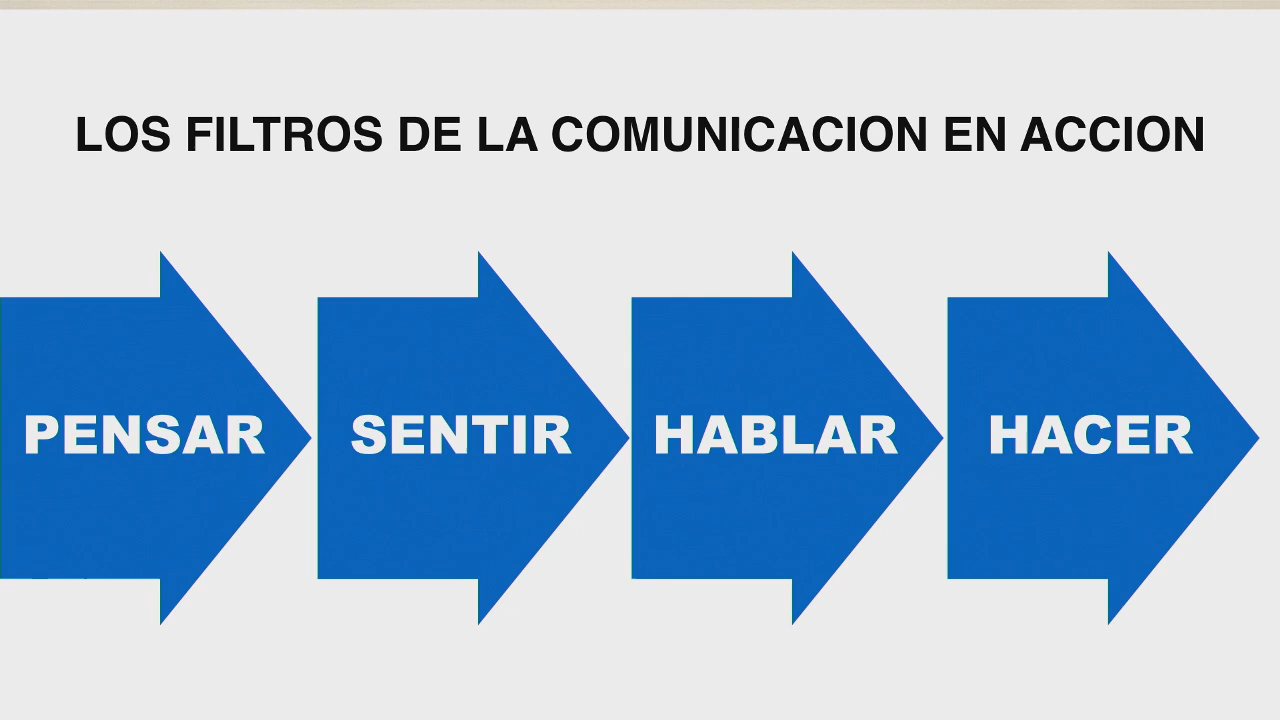 LOS FILTROS DE LA COMUNICACION EN ACCION
PENSAR
SENTIR
HABLAR
HACER